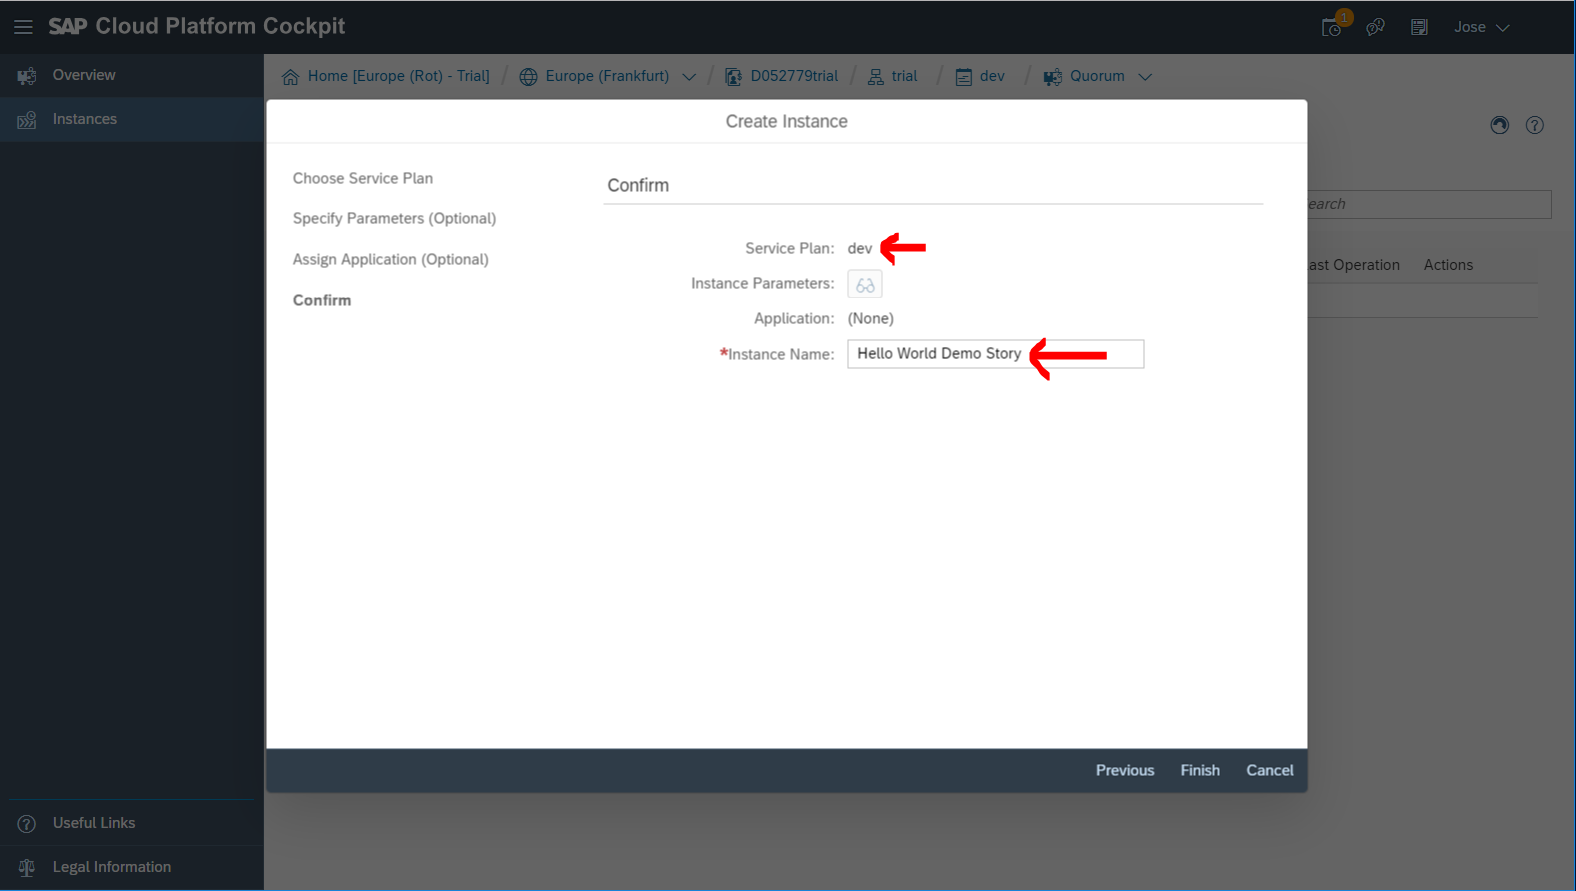 SAP Cloud Platform Cockpit
1
Jose
Overview
Instances
Home [Europe (Rot) - Trial] / Europe (Frankfurt) / D052779trial / trial / dev / Quorum
Create Instance
Choose Service Plan
Specify Parameters (Optional)
Assign Application (Optional)
Confirm
Confirm
Service Plan: dev
Instance Parameters:
Application: (None)
*Instance Name: Hello World Demo Story
earch
ast Operation
Actions
Previous
Finish
Cancel
Useful Links
Legal Information